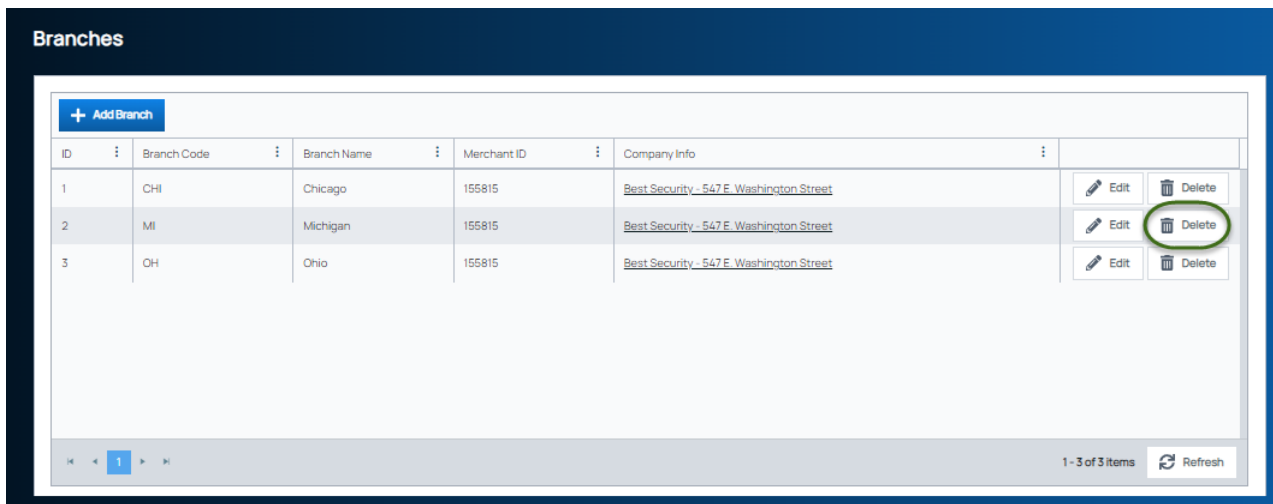 Branches
+ Add Branch
ID Branch Code Branch Name Merchant ID Company Info
1 CHI Chicago 155815 Best Security - 547 E. Washington Street Edit Delete
2 MI Michigan 155815 Best Security - 547 E. Washington Street Edit Delete
3 OH Ohio 155815 Best Security - 547 E. Washington Street Edit Delete
1 1 - 3 of 3 items Refresh